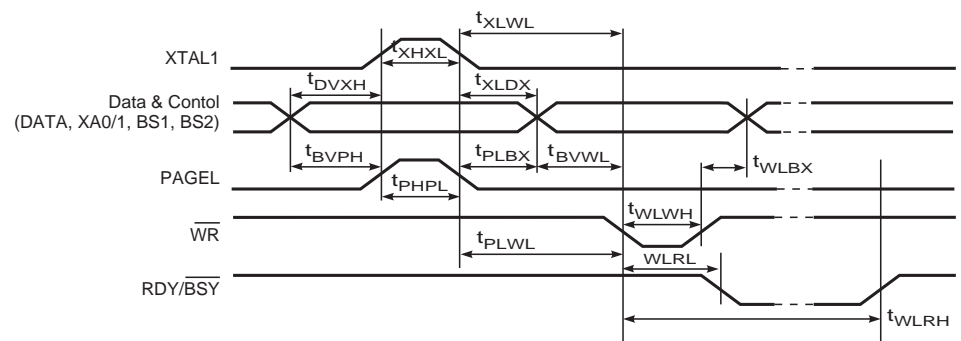 tXLWL
XTAL1
tXHXL
tDVXH
tXLDX
Data & Contol
(DATA, XA0/1, BS1, BS2)
tBVPH
tPLBX
tBVWL
tWLBX
PAGEL
tPHPL
tWLWH
WR
tPLWL
WLRL
RDY/BSY
tWLRH